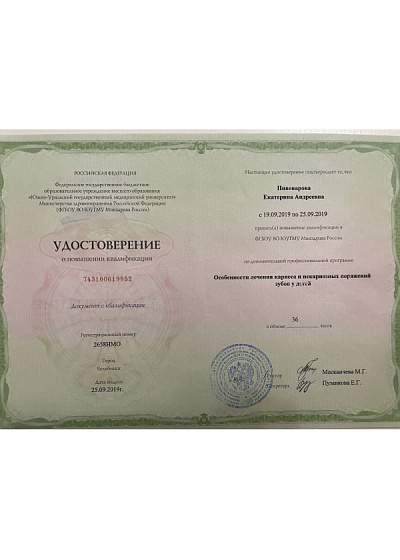 РОССИЙСКАЯ ФЕДЕРАЦИЯ
Федеральное государственное бюджетное
образовательное учреждение высшего образования
«Южно-Уральский государственный медицинский университет»
Министерства здравоохранения Российской Федерации
(ФГБОУ ВО ЮУГМУ Минздрава России)
УДОСТОВЕРЕНИЕ
о повышении квалификации
743100619852
Документ о квалификации
Регистрационный номер
2658НМО
Город
Челябинск
Дата выдачи
25.09.2019г.
Настоящее удостоверение подтверждает то, что
Пивоварова
Екатерина Андреевна
с 19.09.2019 по 25.09.2019
прошел(а) повышение квалификации в
ФГБОУ ВО ЮУГМУ Минздрава России
по дополнительной профессиональной программе
Особенности лечения кариеса и некариозных поражений
зубов у детей
36
в объеме часов
Москвичева М.Г.
Секретарь Пузикова Е.Г.